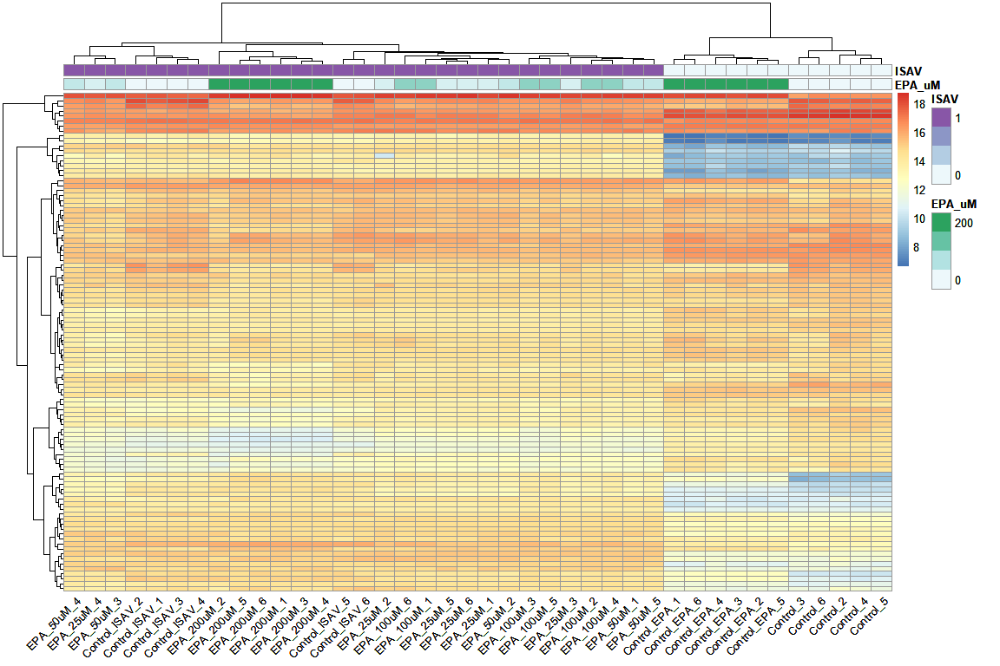 ISAV
EPA_uM
18
16
14
12
10
8
ISAV
1
0
EPA_uM
200
0
EPA_50uM_4
EPA_25uM_4
EPA_50uM_3
Control_ISAV_2
Control_ISAV_1
Control_ISAV_3
Control_ISAV_4
EPA_200uM_2
EPA_200uM_5
EPA_200uM_6
EPA_200uM_1
EPA_200uM_3
EPA_200uM_4
Control_ISAV_5
Control_ISAV_6
EPA_25uM_2
EPA_100uM_6
EPA_100uM_1
EPA_25uM_5
EPA_25uM_6
EPA_25uM_1
EPA_50uM_2
EPA_100uM_3
EPA_100uM_5
EPA_25uM_3
EPA_100uM_2
EPA_100uM_4
EPA_50uM_1
EPA_50uM_5
Control_EPA_1
Control_EPA_6
Control_EPA_4
Control_EPA_3
Control_EPA_2
Control_EPA_5
Control_3
Control_6
Control_2
Control_4
Control_5